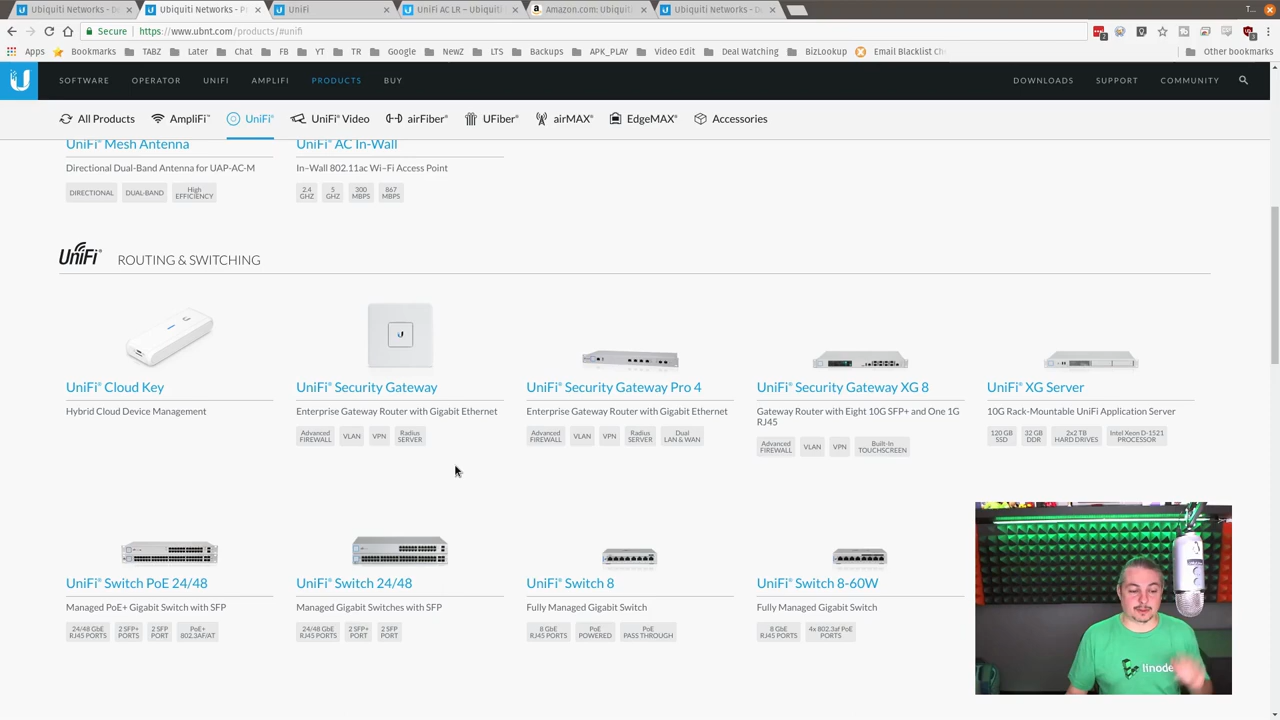 Ubiquiti Networks - De
Ubiquiti Networks - Pr
UniFi
UniFi AC LR – Ubiquiti
Amazon.com: Ubiquiti
Ubiquiti Networks - De
T...
Secure
https://www.ubnt.com/products/#unifi
Apps
Bookmarks
TABZ
Later
Chat
FB
YT
TR
Google
NewZ
LTS
Backups
APK_PLAY
Video Edit
Deal Watching
BizLookup
Email Blacklist Ch
Other bookmarks
SOFTWARE
OPERATOR
UNIFI
AMPLIFI
PRODUCTS
BUY
DOWNLOADS
SUPPORT
COMMUNITY
All Products
AmpliFi™
UniFi®
UniFi® Video
airFiber®
UFiber®
airMAX®
EdgeMAX®
Accessories
UniFi® Mesh Antenna
UniFi® AC In-Wall
Directional Dual-Band Antenna for UAP-AC-M
In-Wall 802.11ac Wi-Fi Access Point
DIRECTIONAL
DUAL-BAND
High
EFFICIENCY
2.4
GHZ
5
GHZ
300
MBPS
867
MBPS
UniFi®
ROUTING & SWITCHING
UniFi® Cloud Key
UniFi® Security Gateway
UniFi® Security Gateway Pro 4
UniFi® Security Gateway XG 8
UniFi® XG Server
Hybrid Cloud Device Management
Enterprise Gateway Router with Gigabit Ethernet
Enterprise Gateway Router with Gigabit Ethernet
Gateway Router with Eight 10G SFP+ and One 1G
RJ45
10G Rack-Mountable UniFi Application Server
Advanced
FIREWALL
VLAN
VPN
Radius
SERVER
Advanced
FIREWALL
VLAN
VPN
Radius
SERVER
Dual
LAN & WAN
Advanced
FIREWALL
VLAN
VPN
Built-In
TOUCHSCREEN
120 GB
SSD
32 GB
DDR
2x2 TB
HARD DRIVES
Intel Xeon D-1521
PROCESSOR
UniFi® Switch PoE 24/48
UniFi® Switch 24/48
UniFi® Switch 8
UniFi® Switch 8-60W
Managed PoE+ Gigabit Switch with SFP
Managed Gigabit Switches with SFP
Fully Managed Gigabit Switch
Fully Managed Gigabit Switch
24/48 GbE
RJ45 PORTS
2 SFP+
PORTS
2 SFP
PORT
PoE+
802.3AF/AT
24/48 GbE
RJ45 PORTS
2 SFP+
PORT
2 SFP
PORT
8 GbE
RJ45 PORTS
PoE
POWERED
PoE
PASS THROUGH
8 GbE
RJ45 PORTS
4x 802.3af PoE
PORTS
linode